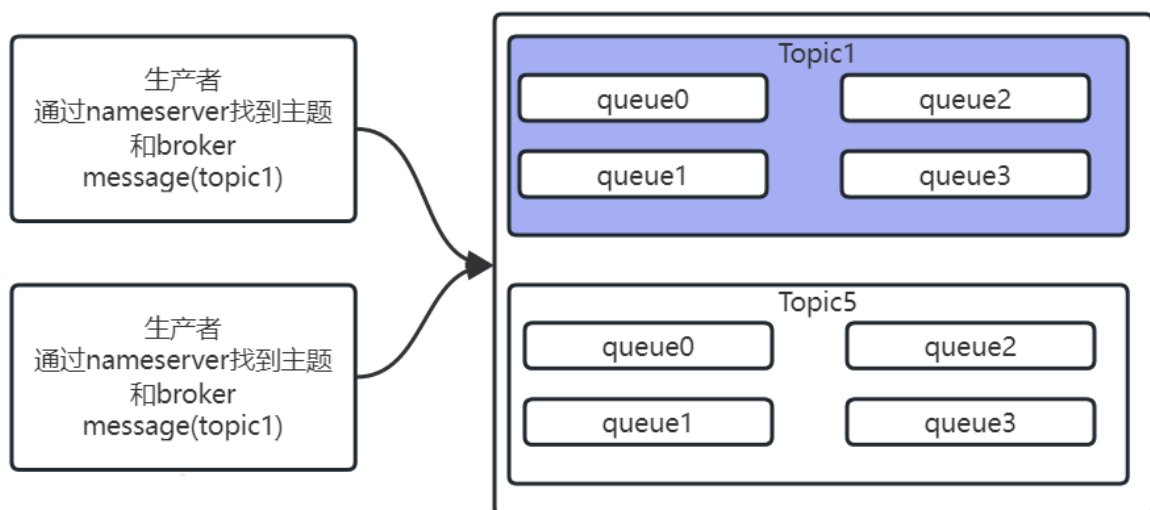 生产者
通过nameserver找到主题
和broker
message(topic1)
生产者
通过nameserver找到主题
和broker
message(topic1)
Topic1
queue0
queue2
queue1
queue3
Topic5
queue0
queue2
queue1
queue3